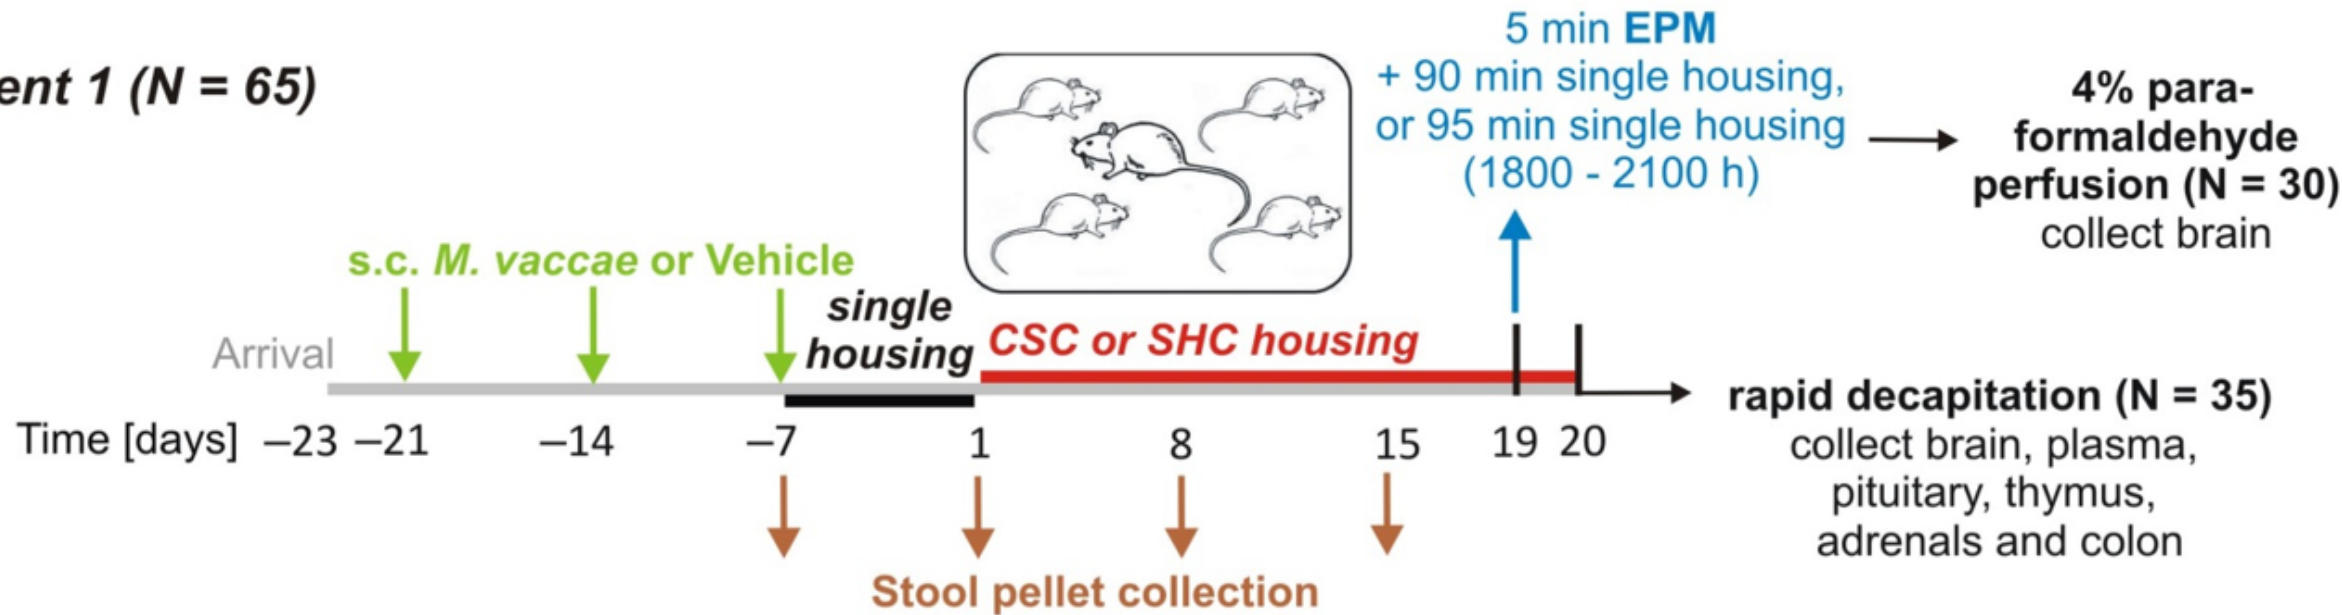 ent 1 (N = 65)
5 min EPM
+ 90 min single housing,
or 95 min single housing
(1800 - 2100 h)
4% para-
formaldehyde
perfusion (N = 30)
collect brain
s.c. M. vaccae or Vehicle
single
housing
CSC or SHC housing
Arrival
Time [days] –23 –21 –14 –7 1 8 15 19 20
rapid decapitation (N = 35)
collect brain, plasma,
pituitary, thymus,
adrenals and colon
Stool pellet collection